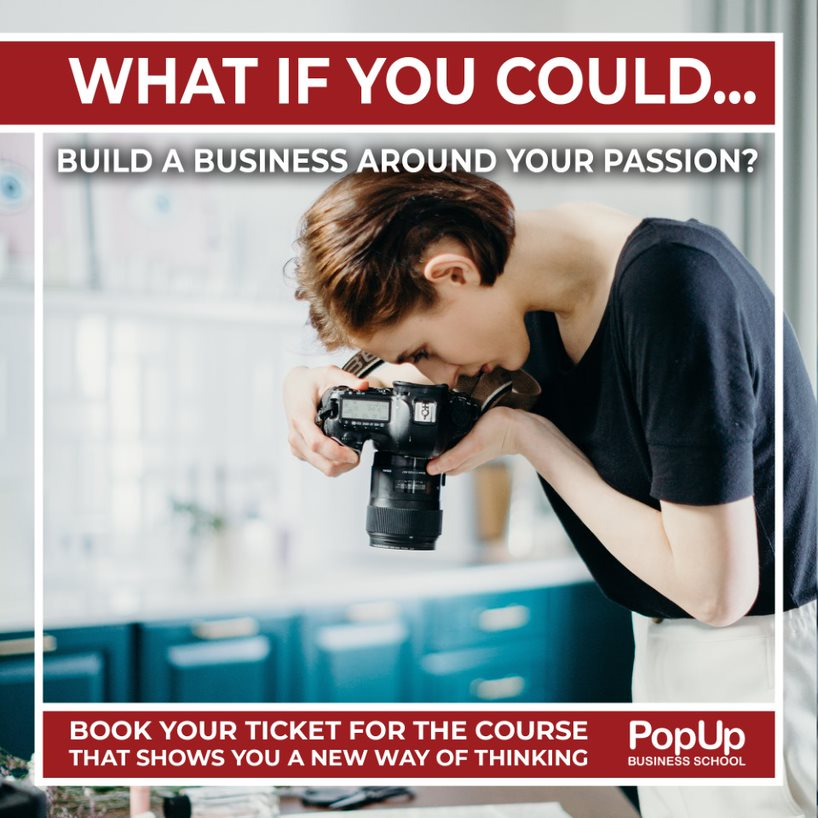 WHAT IF YOU COULD...
BUILD A BUSINESS AROUND YOUR PASSION?
BOOK YOUR TICKET FOR THE COURSE
THAT SHOWS YOU A NEW WAY OF THINKING
PopUp
BUSINESS SCHOOL